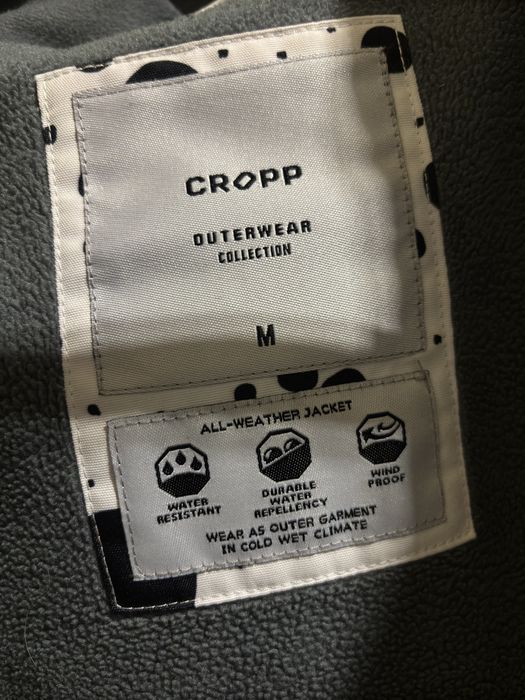 CROPP
OUTERWEAR
COLLECTION
M
ALL-WEATHER JACKET
WATER
RESISTANT
DURABLE
WATER
REPELLENCY
WIND
PROOF
WEAR AS OUTER GARMENT
IN COLD WET CLIMATE